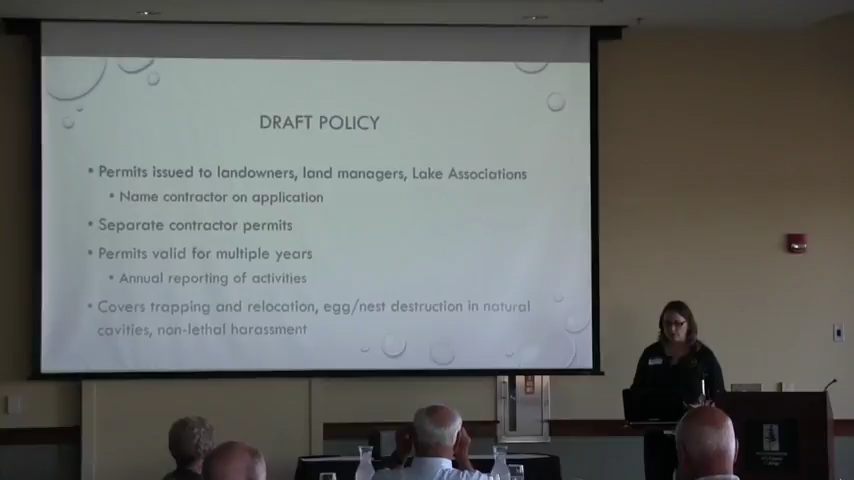 DRAFT POLICY
• Permits issued to landowners, land managers, Lake Associations
• Name contractor on application
• Separate contractor permits
• Permits valid for multiple years
• Annual reporting of activities
• Covers trapping and relocation, egg/nest destruction in natural
cavities, non-lethal harassment